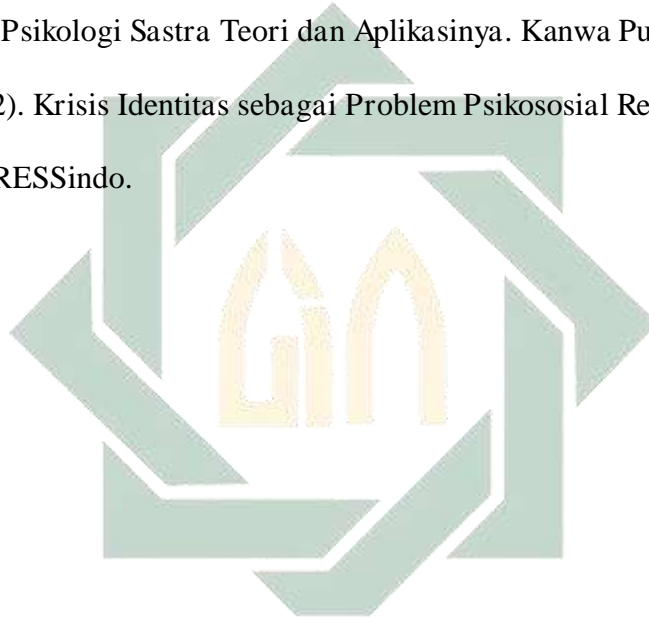 Psikologi Sastra Teori dan Aplikasinya. Kanwa Pu
2). Krisis Identitas sebagai Problem Psikososial Re
RESSindo.